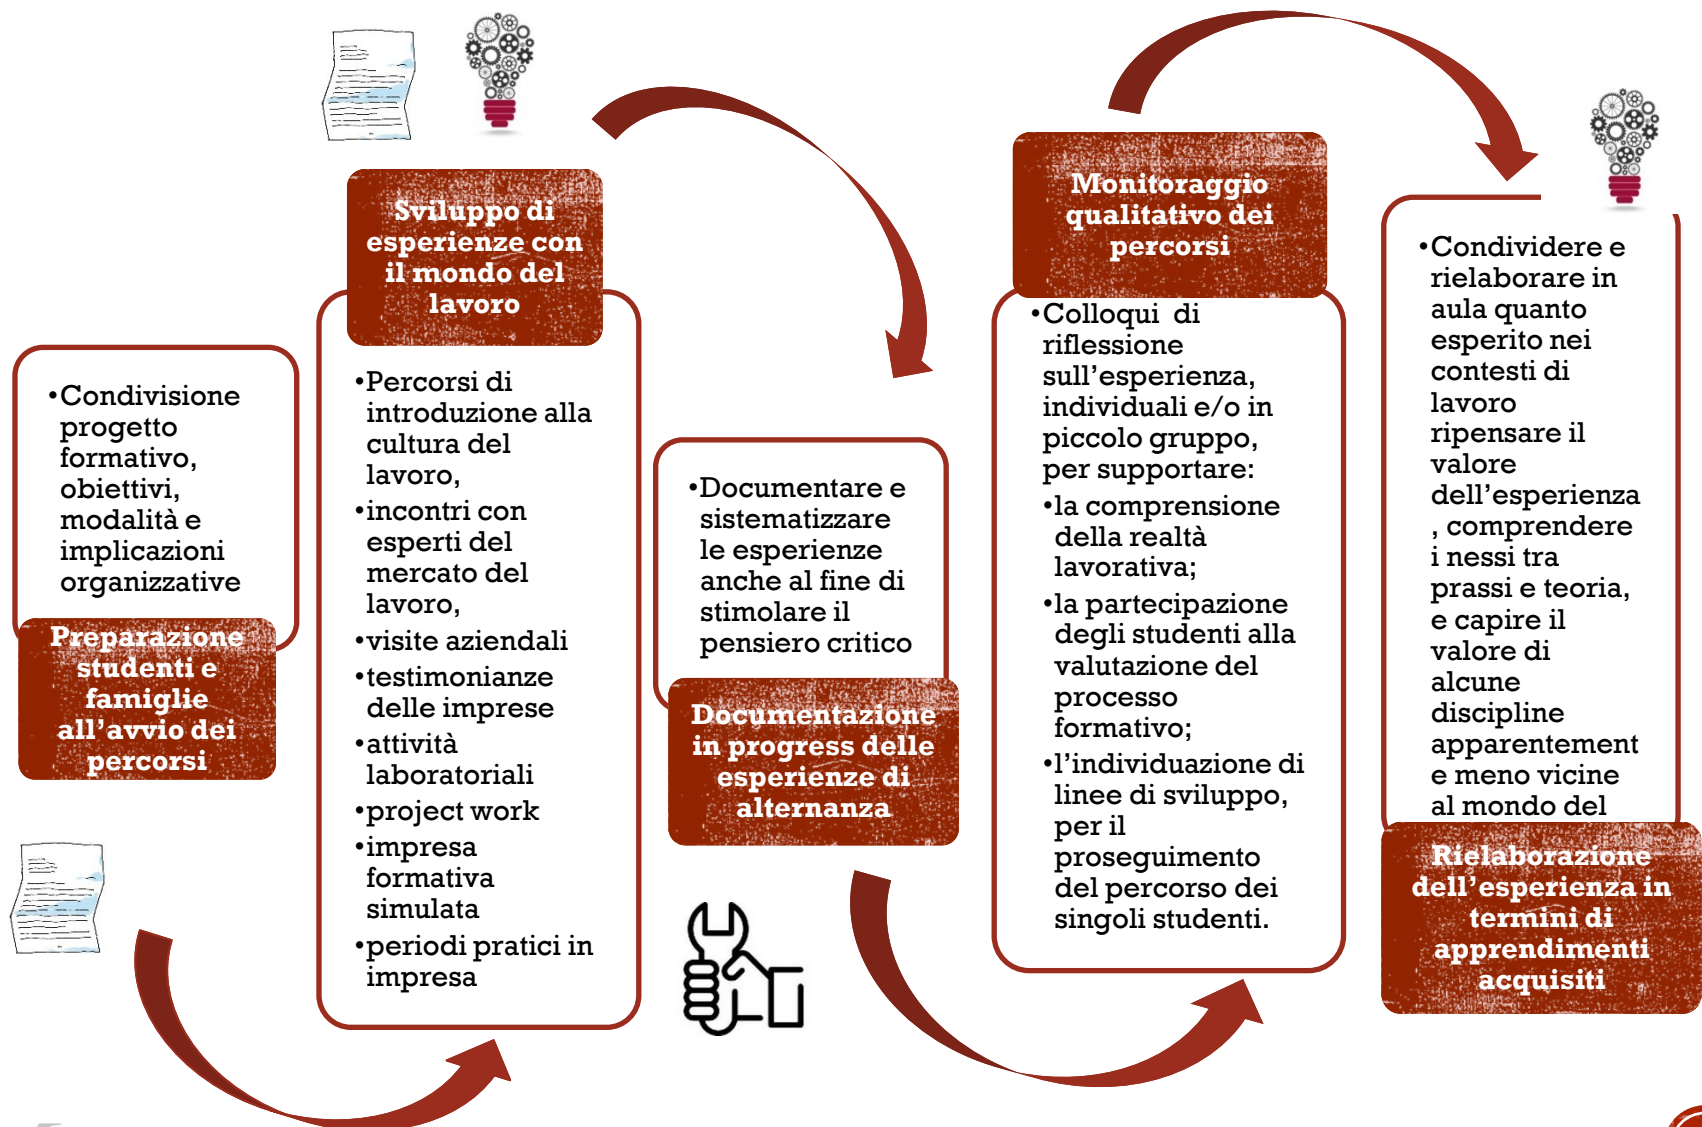 •Condivisione
progetto
formativo,
obiettivi,
modalità e
implicazioni
organizzative
Preparazione
studenti e
famiglie
all'avvio dei
percorsi
Sviluppo di
esperienze con
il mondo del
lavoro
•Percorsi di
introduzione alla
cultura del
lavoro,
•incontri con
esperti del
mercato del
lavoro,
•visite aziendali
•testimonianze
delle imprese
•attività
laboratoriali
•project work
•impresa
formativa
simulata
•periodi pratici in
impresa
•Documentare e
sistematizzare
le esperienze
anche al fine di
stimolare il
pensiero critico
Documentazione
in progress delle
esperienze di
alternanza
Monitoraggio
qualitativo dei
percorsi
•Colloqui di
riflessione
sull'esperienza,
individuali e/o in
piccolo gruppo,
per supportare:
•la comprensione
della realtà
lavorativa;
•la partecipazione
degli studenti alla
valutazione del
processo
formativo;
•l'individuazione di
linee di sviluppo,
per il
proseguimento
del percorso dei
singoli studenti.
•Condividere e
rielaborare in
aula quanto
esperito nei
contesti di
lavoro
ripensare il
valore
dell'esperienza
, comprendere
i nessi tra
prassi e teoria,
e capire il
valore di
alcune
discipline
apparentement
e meno vicine
al mondo del
Rielaborazione
dell'esperienza in
termini di
apprendimenti
acquisiti